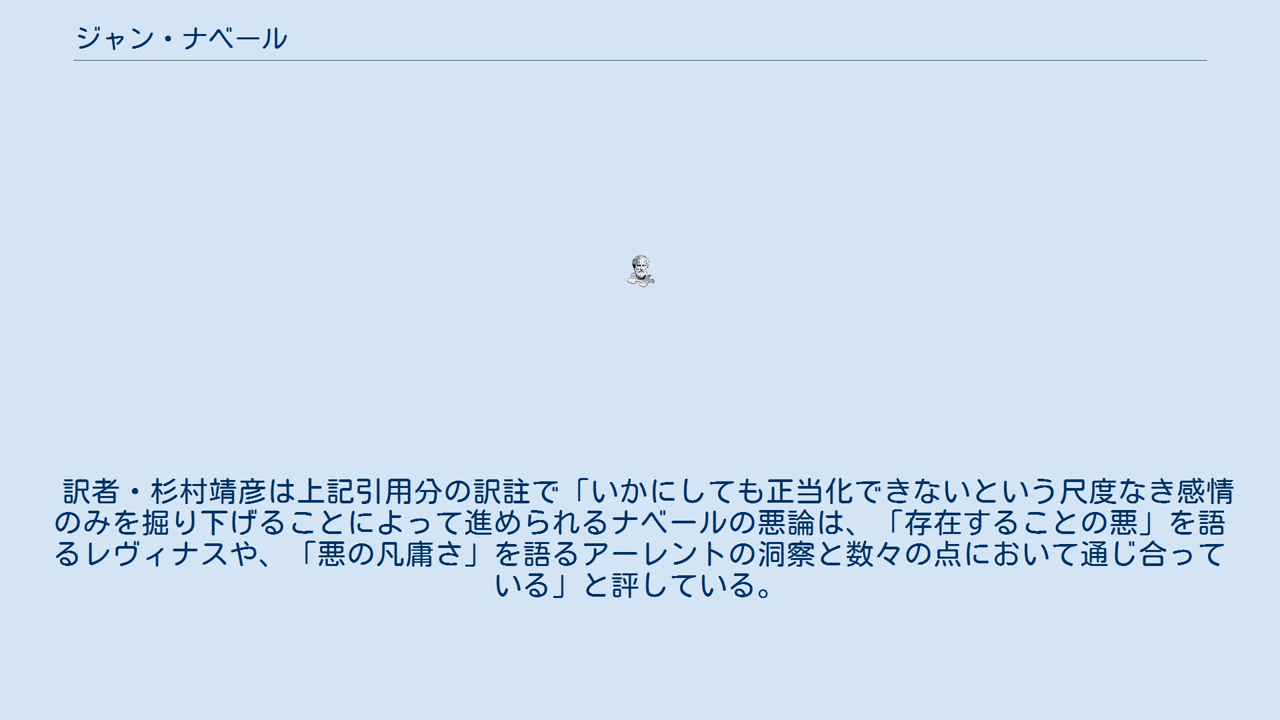 ジャン・ナベール
訳者・杉村靖彦は上記引用分の訳註で「いかにしても正当化できないという尺度なき感情
のみを掘り下げることによって進められるナベールの悪論は、「存在することの悪」を語
るレヴィナスや、「悪の凡庸さ」を語るアーレントの洞察と数々の点において通じ合って
いる」と評している。